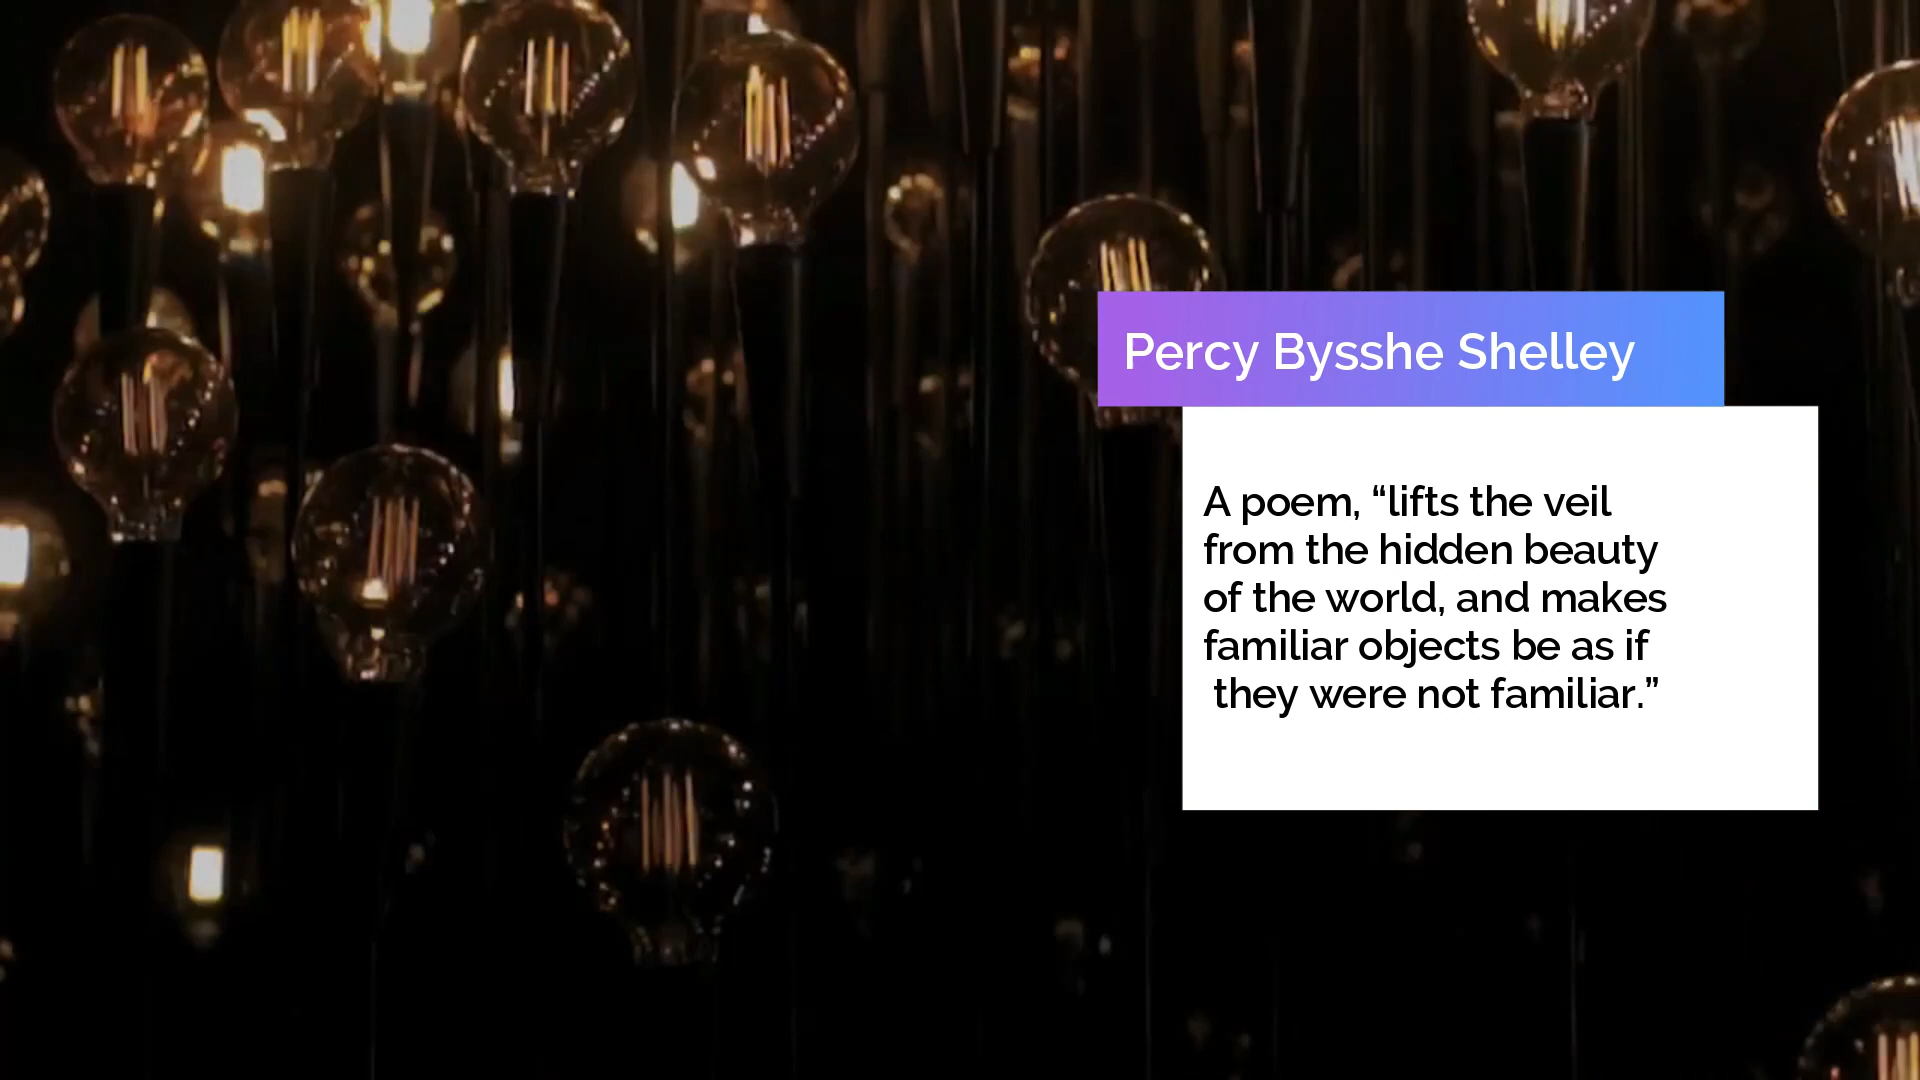 Percy Bysshe Shelley
A poem, “lifts the veil
from the hidden beauty
of the world, and makes
familiar objects be as if
they were not familiar.”